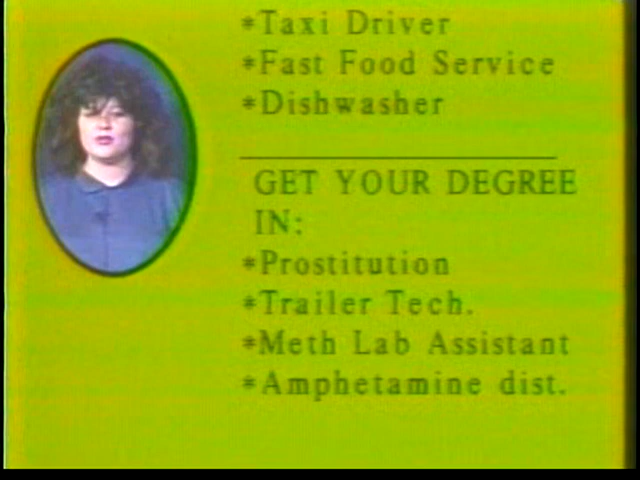 *Taxi Driver
*Fast Food Service
*Dishwasher
GET YOUR DEGREE
IN:
*Prostitution
*Trailer Tech.
*Meth Lab Assistant
*Amphetamine dist.